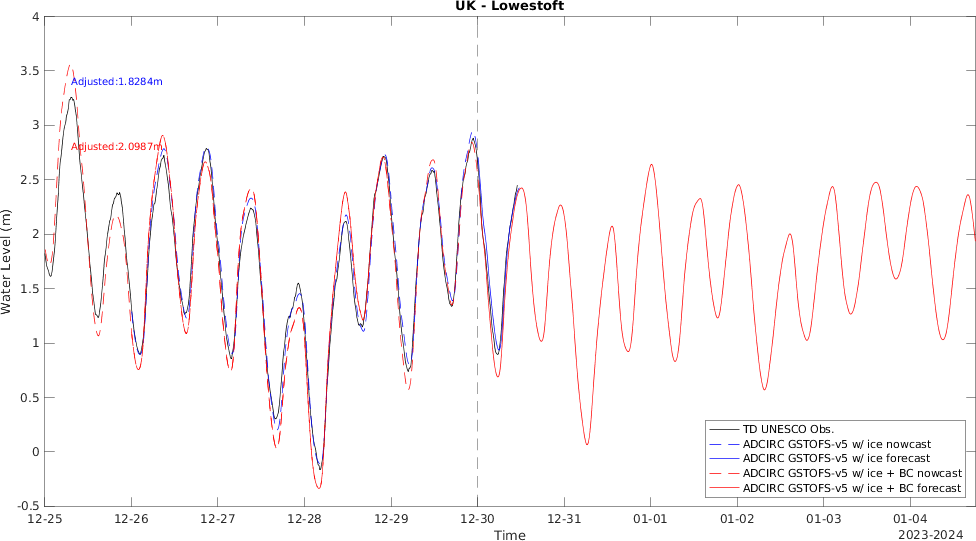 UK - Lowestoft
4
3.5
3
2.5
2
1.5
1
0.5
0
-0.5
Water Level (m)
Adjusted:1.8284m
Adjusted:2.0987m
TD UNESCO Obs.
ADCIRC GSTOFS-v5 w/ ice nowcast
ADCIRC GSTOFS-v5 w/ ice forecast
ADCIRC GSTOFS-v5 w/ ice + BC nowcast
ADCIRC GSTOFS-v5 w/ ice + BC forecast
12-25 12-26 12-27 12-28 12-29 12-30 12-31 01-01 01-02 01-03 01-04
Time
2023-2024